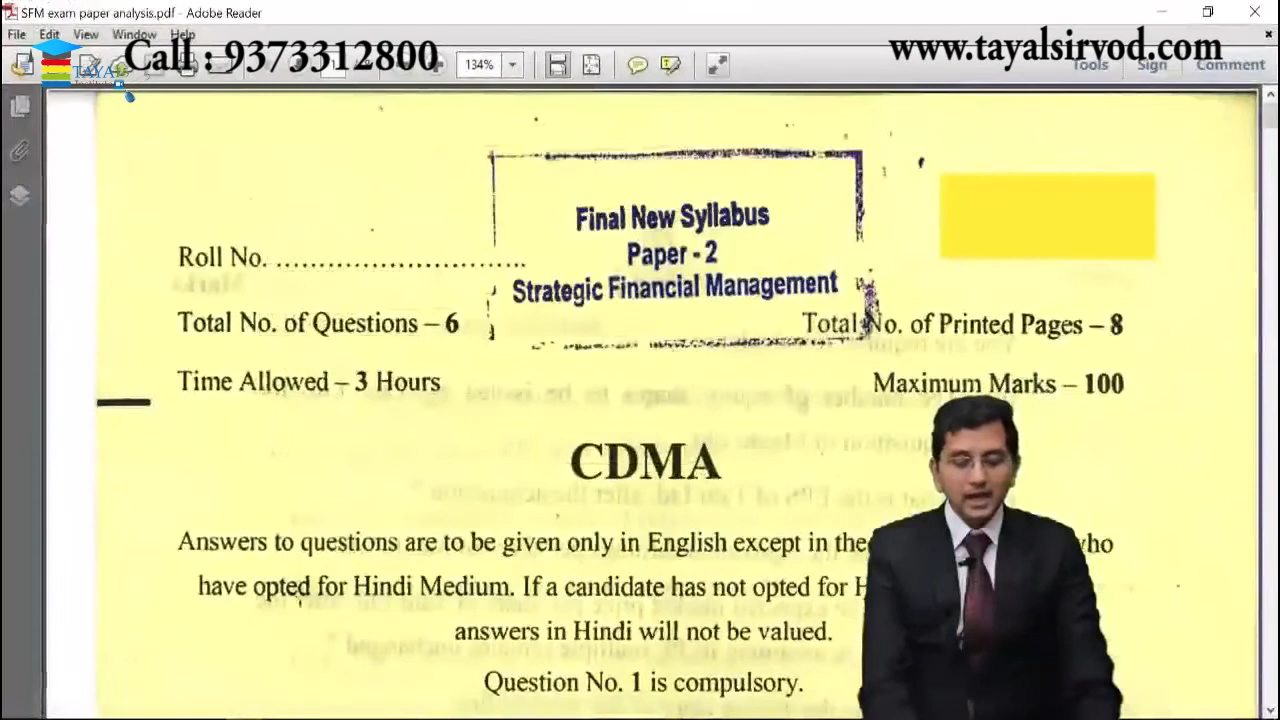 SFM exam paper analysis.pdf - Adobe Reader
File Edit View Window Help
Call : 9373312800
www.tayalsirvod.com
134%
Tools Sign Comment
Final New Syllabus
Paper - 2
Strategic Financial Management
Roll No. ..............................
Total No. of Questions – 6
Total No. of Printed Pages – 8
Time Allowed – 3 Hours
Maximum Marks – 100
CDMA
Answers to questions are to be given only in English except in the who
have opted for Hindi Medium. If a candidate has not opted for H
answers in Hindi will not be valued.
Question No. 1 is compulsory.